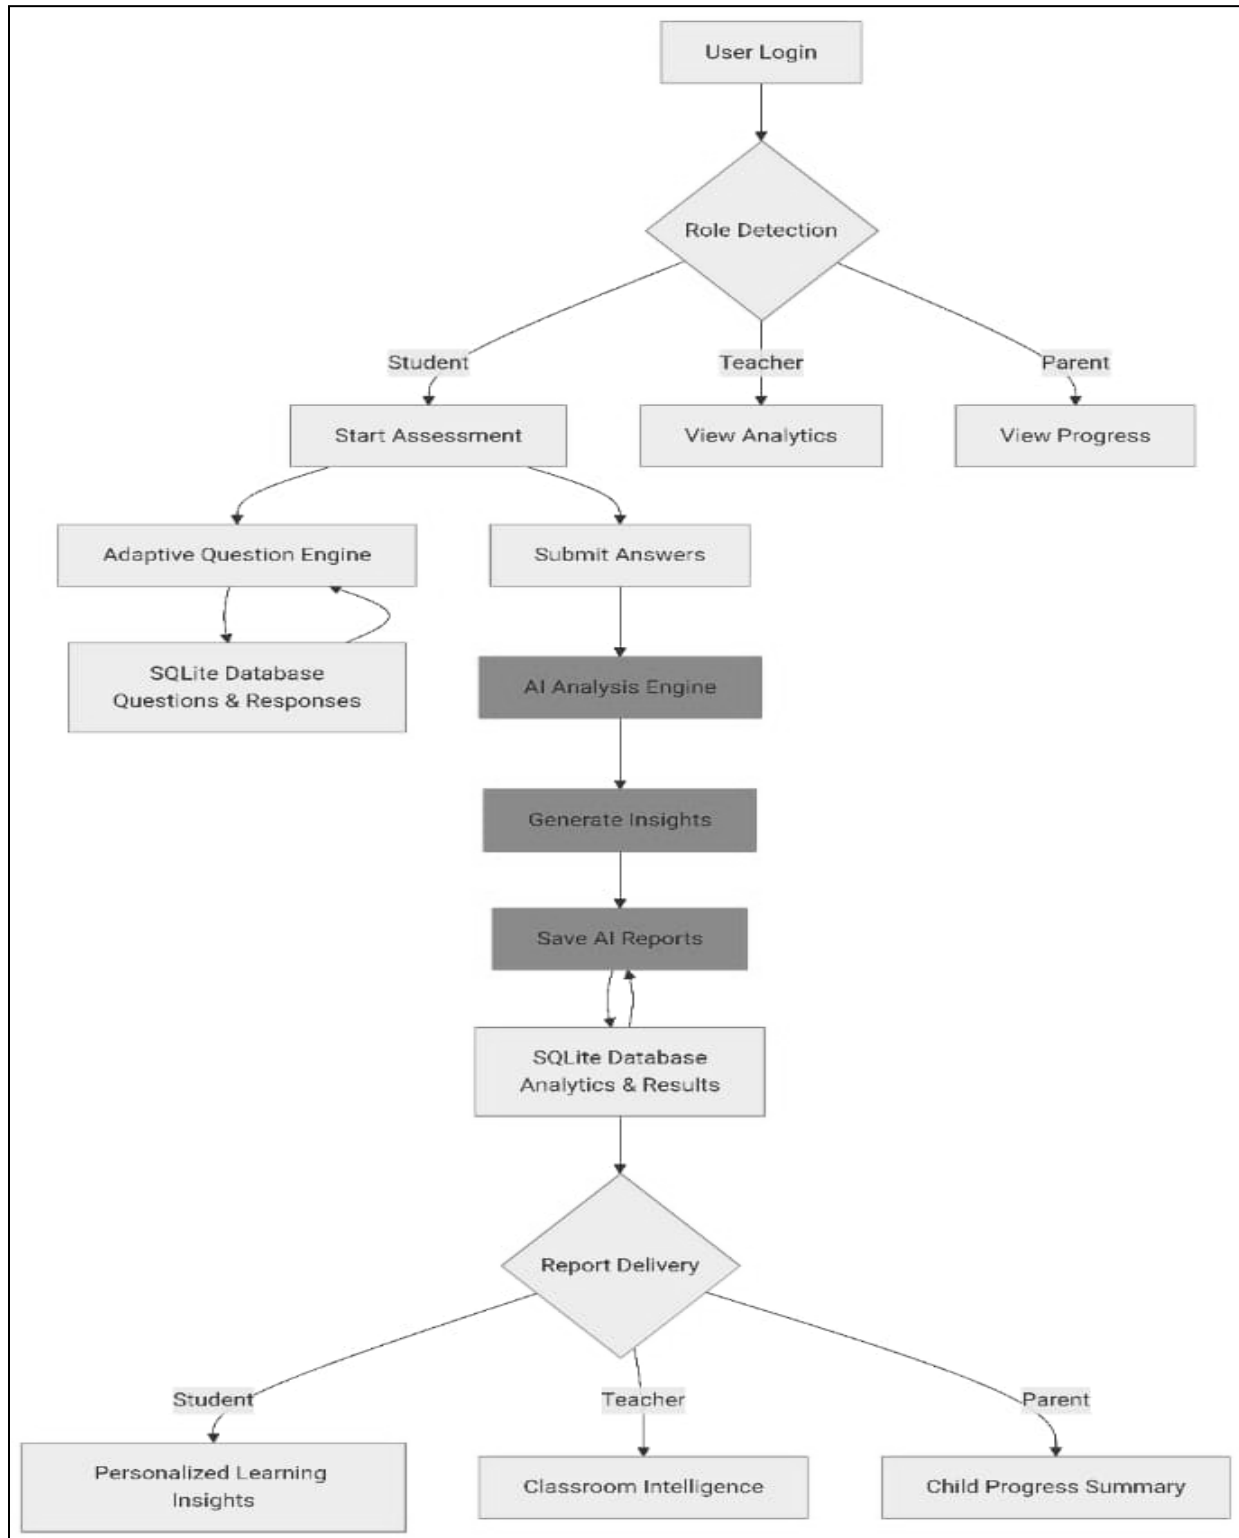 User Login
Role Detection
Student
Teacher
Parent
Start Assessment
View Analytics
View Progress
Adaptive Question Engine
Submit Answers
SQLite Database
Questions & Responses
AI Analysis Engine
Generate Insights
Save AI Reports
SQLite Database
Analytics & Results
Report Delivery
Student
Teacher
Parent
Personalized Learning
Insights
Classroom Intelligence
Child Progress Summary